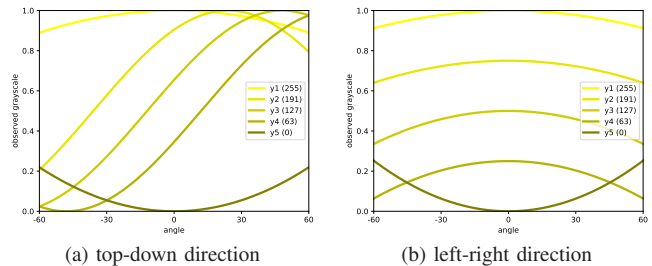 observed grayscale
1.0
0.8
0.6
0.4
0.2
0.0
y1 (255)
y2 (191)
y3 (127)
y4 (63)
y5 (0)
-60
-30
0
30
60
angle
(a) top-down direction
observed grayscale
1.0
0.8
0.6
0.4
0.2
0.0
y1 (255)
y2 (191)
y3 (127)
y4 (63)
y5 (0)
-60
-30
0
30
60
angle
(b) left-right direction